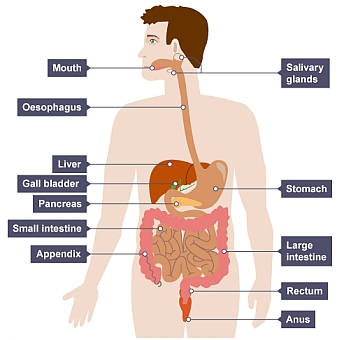 Mouth
Salivary
glands
Oesophagus
Liver
Gall bladder
Stomach
Pancreas
Small intestine
Large
intestine
Appendix
Rectum
Anus